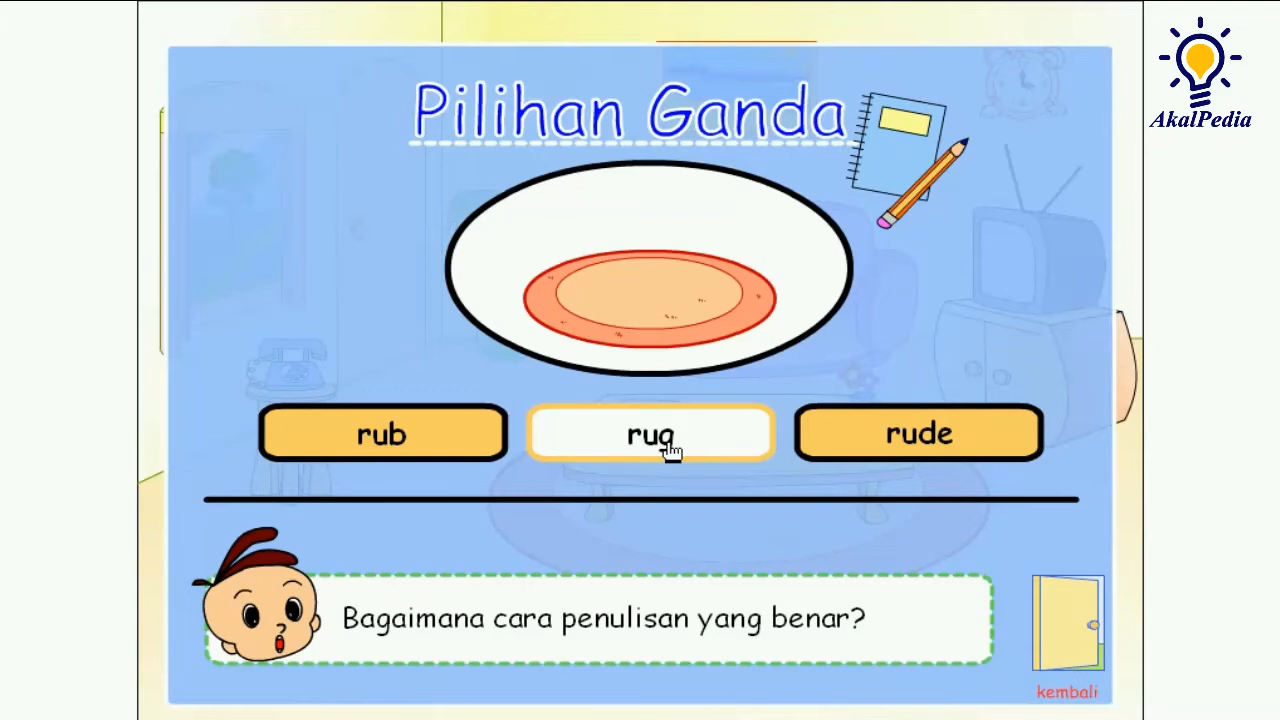 AkalPedia
Pilihan Ganda
rub
rug
rude
Bagaimana cara penulisan yang benar?
kembali